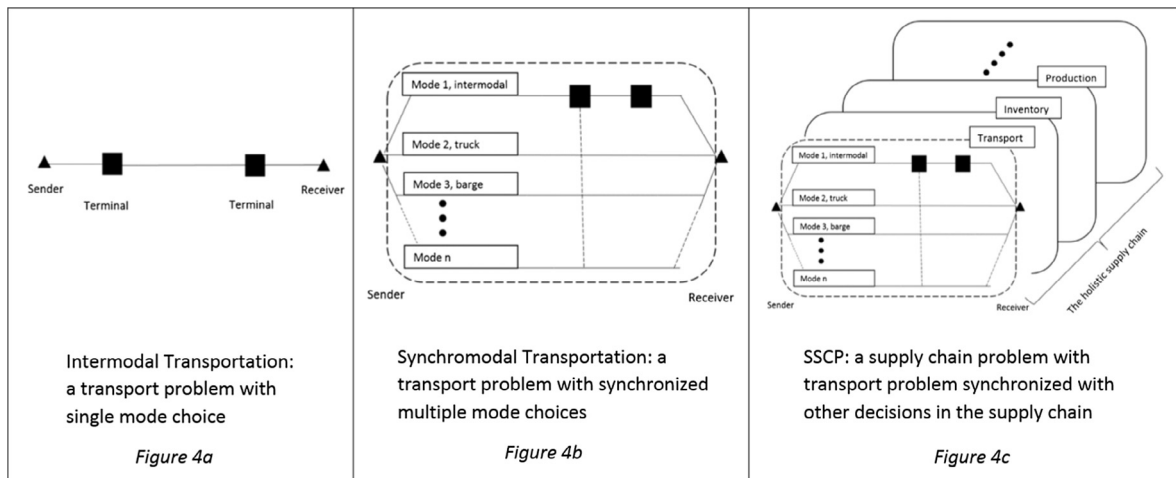 Sender
Terminal
Terminal
Receiver
Intermodal Transportation:
a transport problem with
single mode choice
Figure 4a
Mode 1, intermodal
Mode 2, truck
Mode 3, barge
Mode n
Sender
Receiver
Synchromodal Transportation: a
transport problem with synchronized
multiple mode choices
Figure 4b
Production
Inventory
Transport
Mode 1, intermodal
Mode 2, truck
Mode 3, barge
Mode n
Sender
Receiver
The holistic supply chain
SSCP: a supply chain problem with
transport problem synchronized with
other decisions in the supply chain
Figure 4c